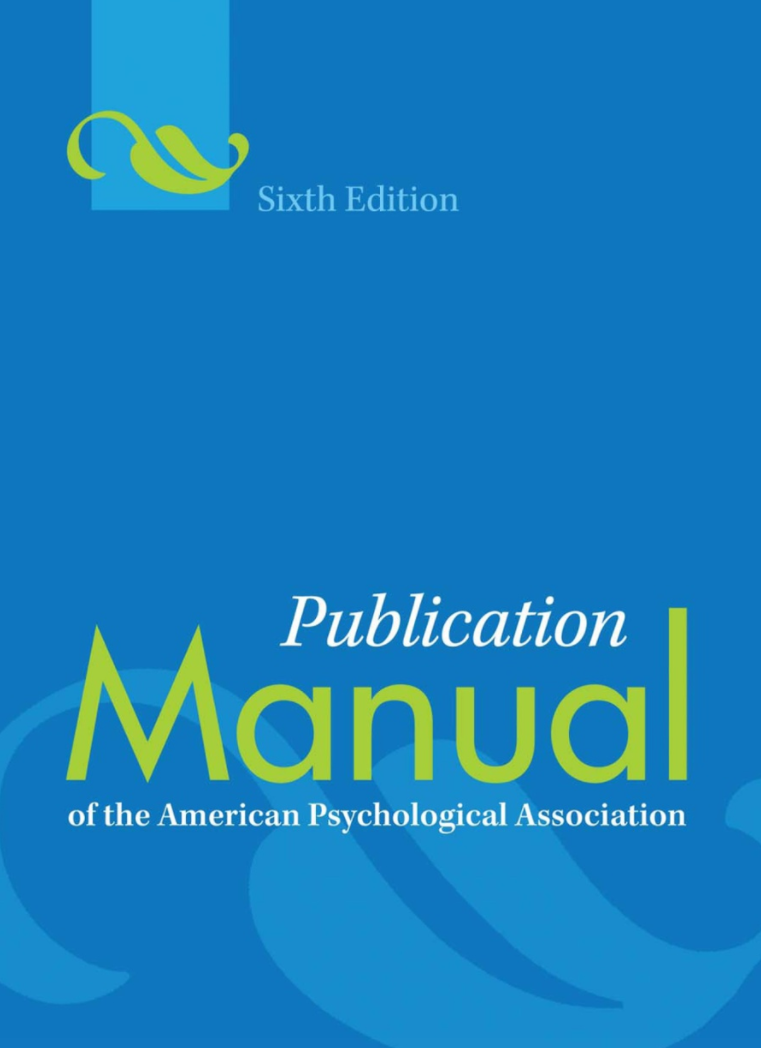 Sixth Edition
Publication
Manual
of the American Psychological Association